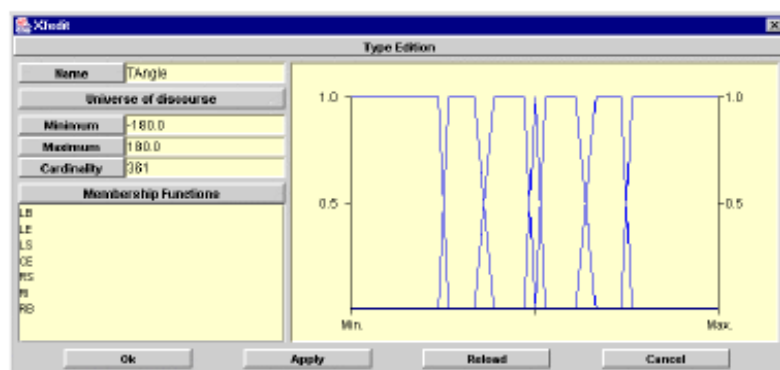 Xfedit
Type Edition
Name TAngle
Universe of discourse
Minimum -180.0
Maximum 180.0
Cardinality 361
Membership Functions
LB
LE
LS
CE
RS
RI
RB
1.0 1.0
0.5 0.5
Min. Max.
Ok Apply Reload Cancel